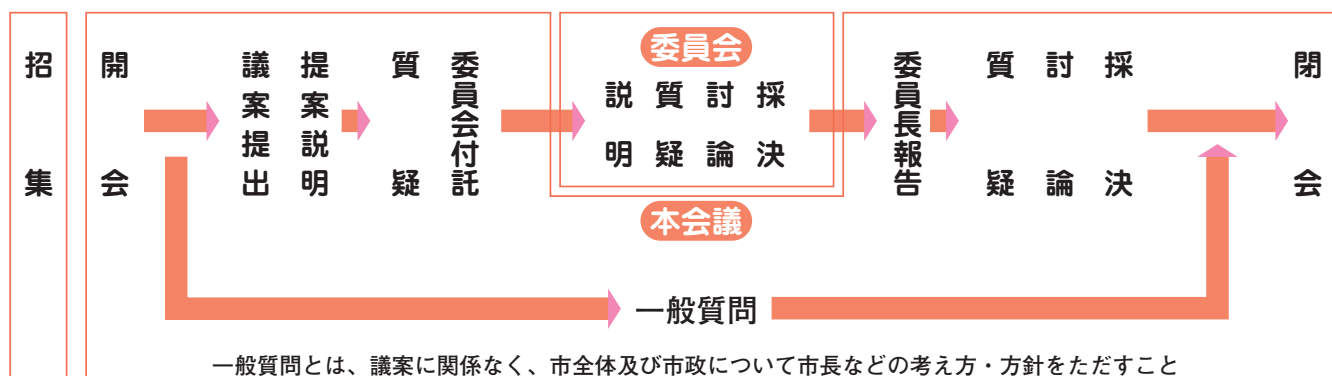 招集
開会
議案提出
提案説明
質疑
委員会付託
委員会
説明
質疑
討論
採決
委員長報告
質疑
討論
採決
閉会
本会議
一般質問
一般質問とは、議案に関係なく、市全体及び市政について市長などの考え方・方針をただすこと